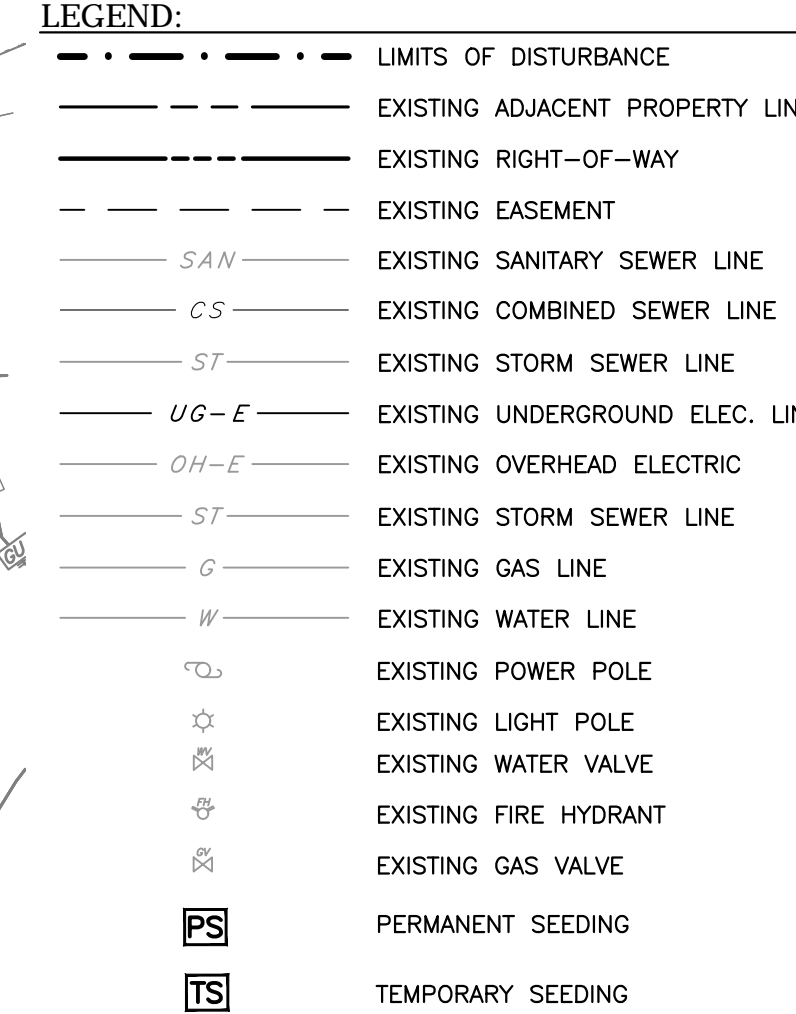 LEGEND:
LIMITS OF DISTURBANCE
EXISTING ADJACENT PROPERTY LIN
EXISTING RIGHT-OF-WAY
EXISTING EASEMENT
SAN EXISTING SANITARY SEWER LINE
CS EXISTING COMBINED SEWER LINE
ST EXISTING STORM SEWER LINE
UG-E EXISTING UNDERGROUND ELEC. LIN
OH-E EXISTING OVERHEAD ELECTRIC
ST EXISTING STORM SEWER LINE
GU
G EXISTING GAS LINE
W EXISTING WATER LINE
EXISTING POWER POLE
EXISTING LIGHT POLE
WV EXISTING WATER VALVE
FH EXISTING FIRE HYDRANT
GV EXISTING GAS VALVE
PS PERMANENT SEEDING
TS TEMPORARY SEEDING